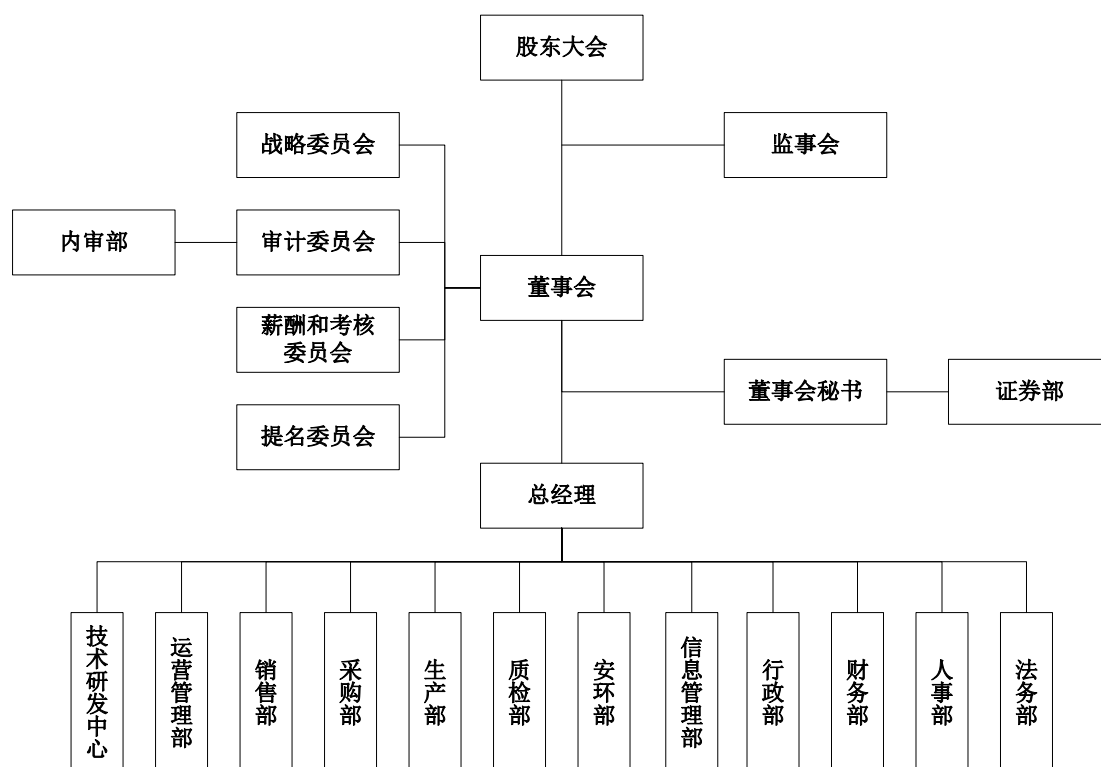 股东大会
战略委员会
监事会
内审部
审计委员会
董事会
薪酬和考核
委员会
董事会秘书
证券部
提名委员会
总经理
技术研发中心
运营管理部
销售部
采购部
生产部
质检部
安环部
信息管理部
行政部
财务部
人事部
法务部